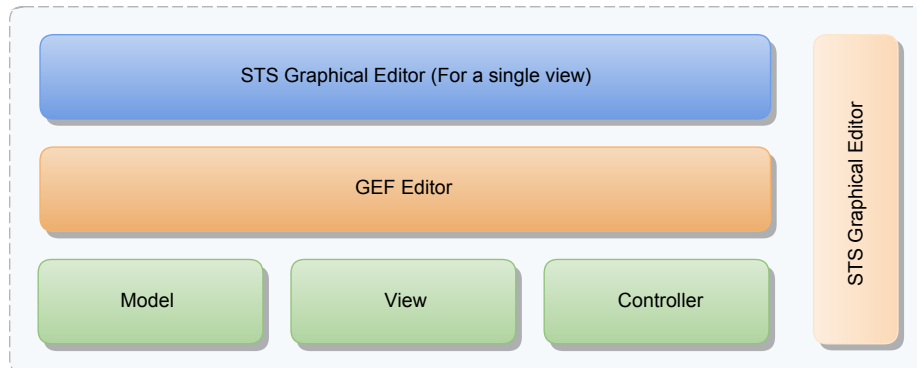 STS Graphical Editor (For a single view)
GEF Editor
Model
View
Controller
STS Graphical Editor